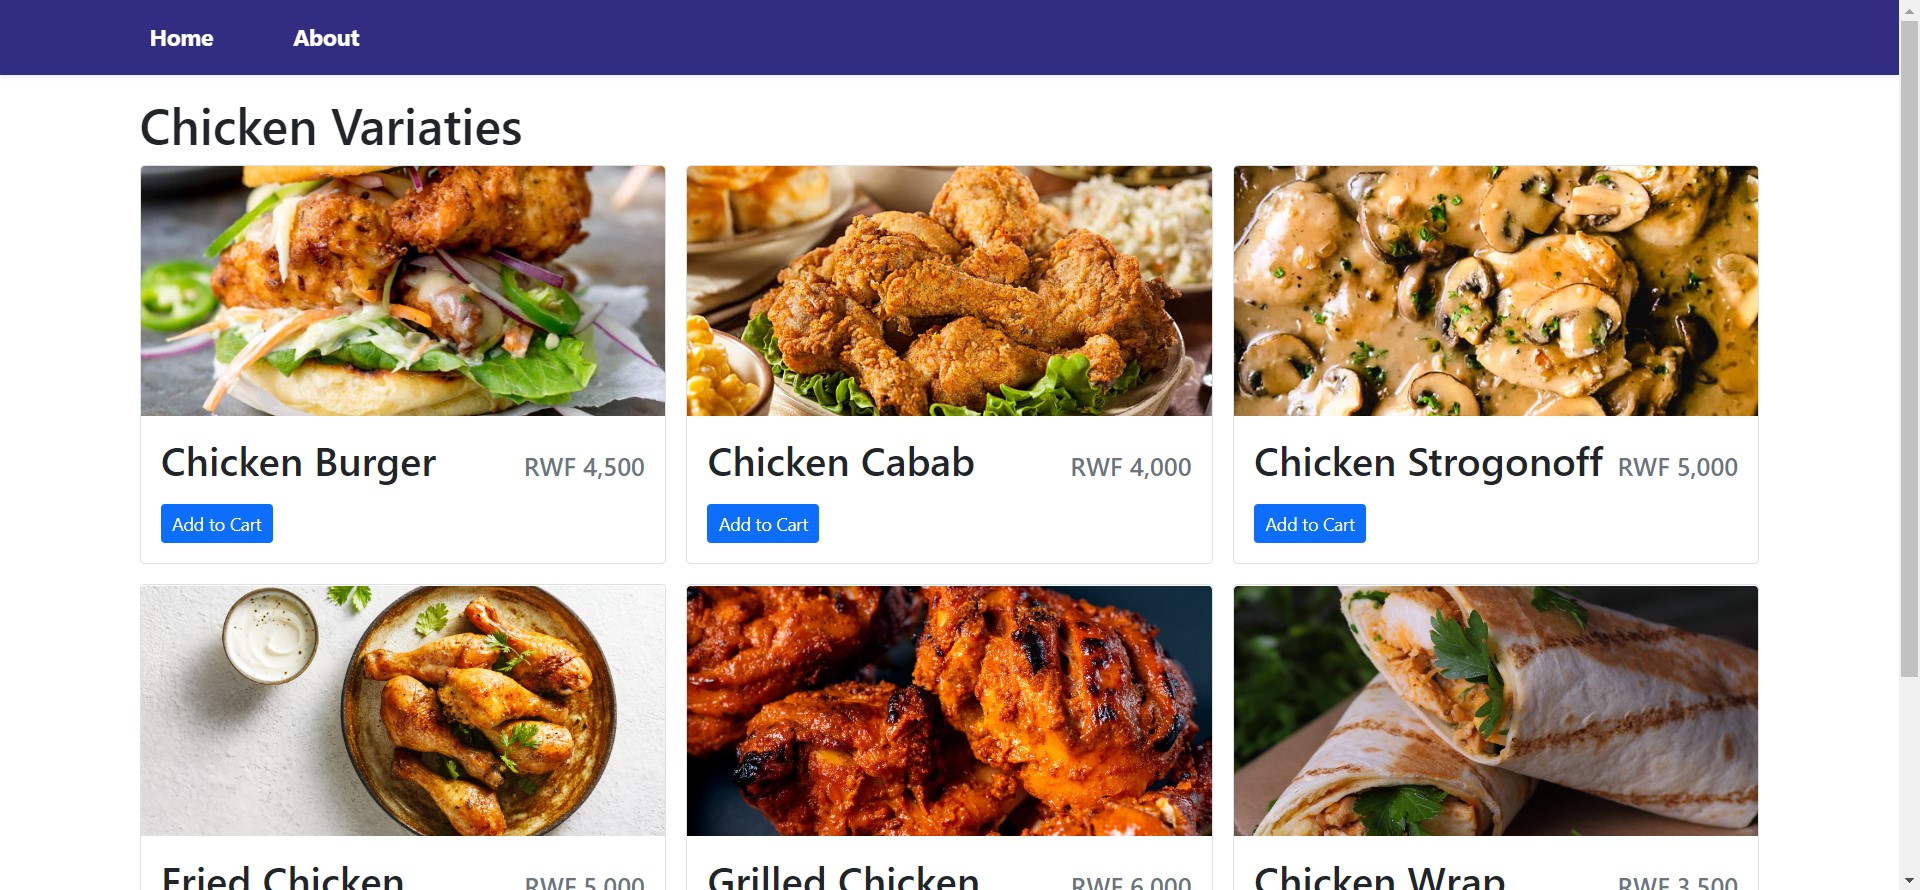 Home About
Chicken Variaties
Chicken Burger RWF 4,500
Add to Cart
Chicken Cabab RWF 4,000
Add to Cart
Chicken Strogonoff RWF 5,000
Add to Cart
Fried Chicken RWF 5,000
Grilled Chicken RWF 6,000
Chicken Wrap RWF 3,500